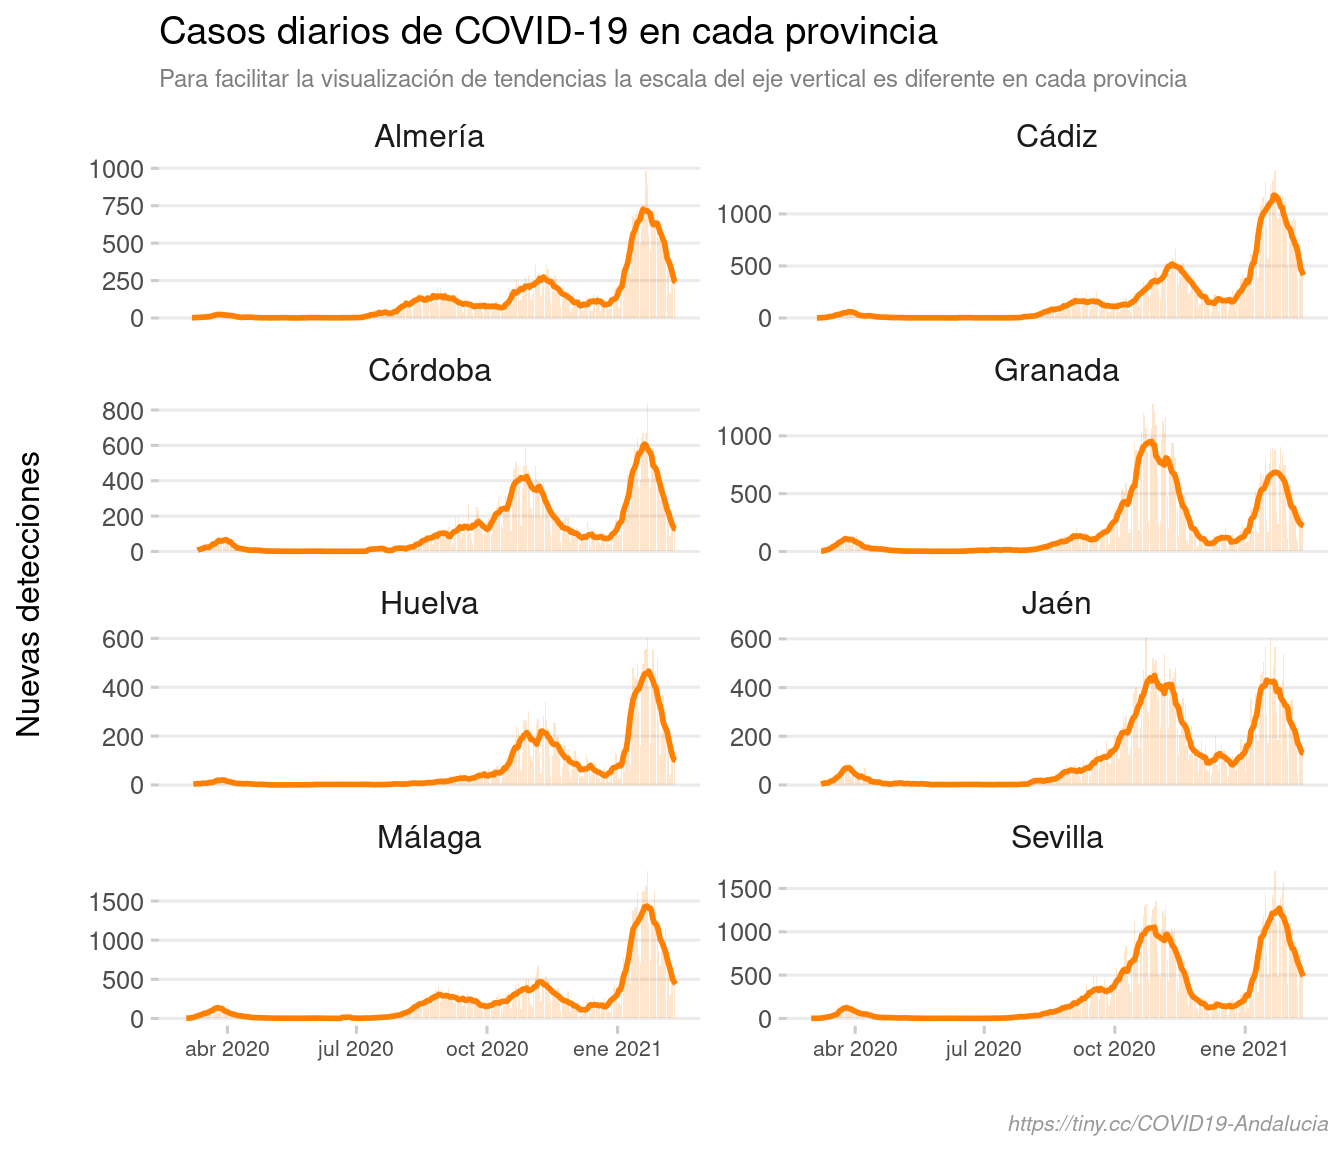 Casos diarios de COVID-19 en cada provincia
Para facilitar la visualización de tendencias la escala del eje vertical es diferente en cada provincia
Nuevas detecciones
Almería
1000
750
500
250
0
Cádiz
1000
500
0
Córdoba
800
600
400
200
0
Granada
1000
500
0
Huelva
600
400
200
0
Jaén
600
400
200
0
Málaga
1500
1000
500
0
Sevilla
1500
1000
500
0
abr 2020 jul 2020 oct 2020 ene 2021
abr 2020 jul 2020 oct 2020 ene 2021
https://tiny.cc/COVID19-Andalucia